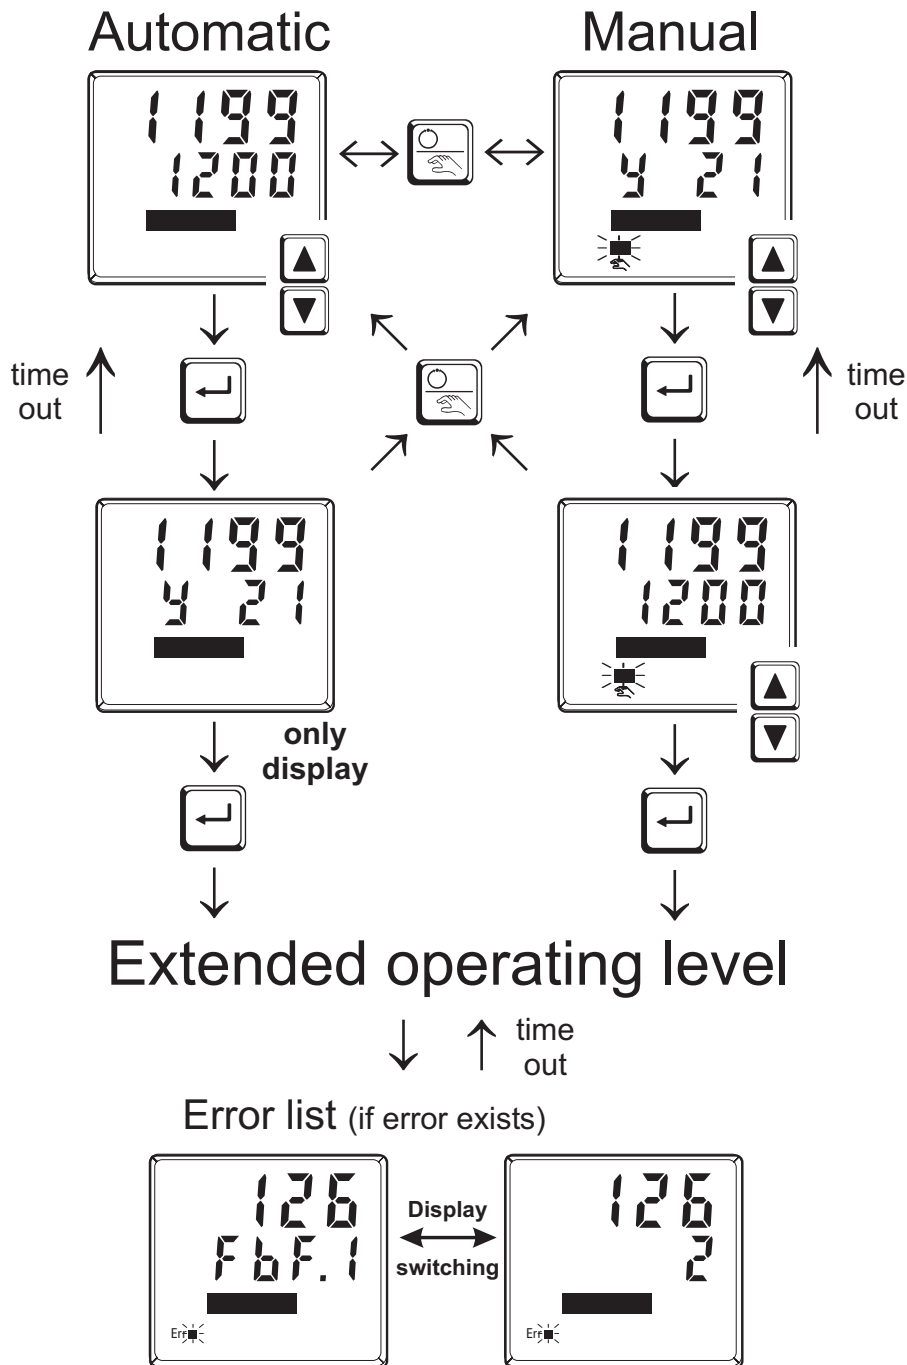 Automatic
Manual
1199
1200
1199
y 21
time
out
time
out
1199
y 21
only
display
1199
1200
Extended operating level
time
out
Error list (if error exists)
126
FbF.1
Err
Display
switching
126
2
Err